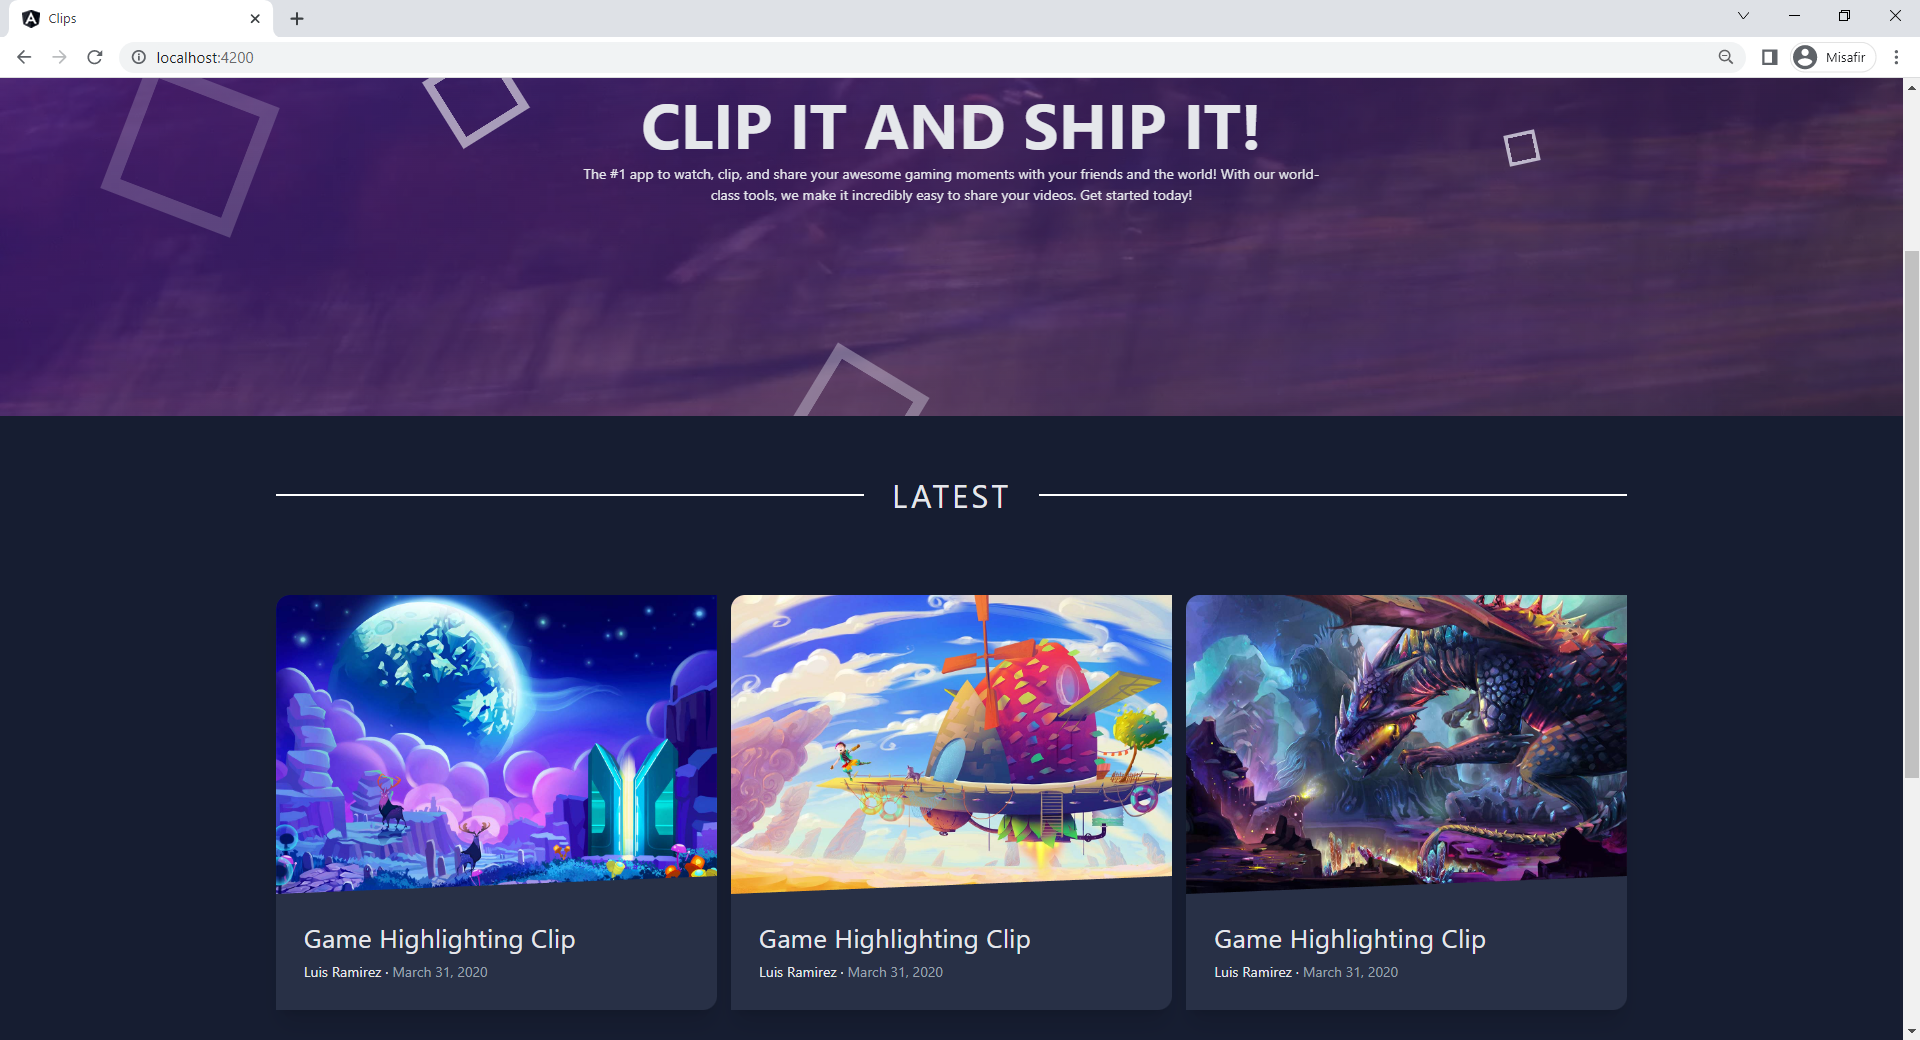 Clips
localhost:4200
Misafir
CLIP IT AND SHIP IT!
The #1 app to watch, clip, and share your awesome gaming moments with your friends and the world! With our world-
class tools, we make it incredibly easy to share your videos. Get started today!
LATEST
Game Highlighting Clip
Luis Ramirez · March 31, 2020
Game Highlighting Clip
Luis Ramirez · March 31, 2020
Game Highlighting Clip
Luis Ramirez · March 31, 2020